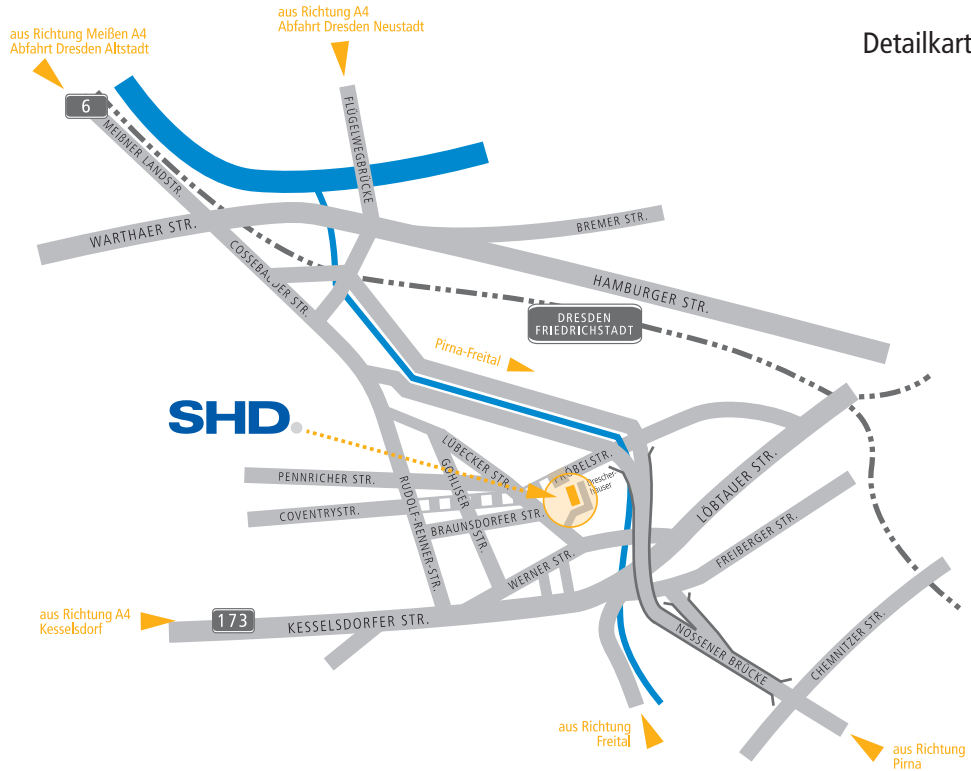 aus Richtung A4
Abfahrt Dresden Neustadt
aus Richtung Meißen A4
Abfahrt Dresden Altstadt
Detailkart
6
MEIßNER LANDSTR.
FLÜGELWEGBRÜCKE
WARTHAER STR.
BREMER STR.
COSSEBAUDER STR.
HAMBURGER STR.
DRESDEN
FRIEDRICHSTADT
Pirna-Freital
SHD
LÜBECKER STR.
FRÖBELSTR.
PENNRICHER STR.
GOHLISER STR.
Drescher-
häuser
LÖBTAUER STR.
RUDOLF-RENNER-STR.
COVENTRYSTR.
BRAUNSDORFER STR.
WERNER STR.
FREIBERGER STR.
aus Richtung A4
Kesselsdorf
173
KESSELSDORFER STR.
NOSSENER BRÜCKE
CHEMNITZER STR.
aus Richtung
Freital
aus Richtung
Pirna